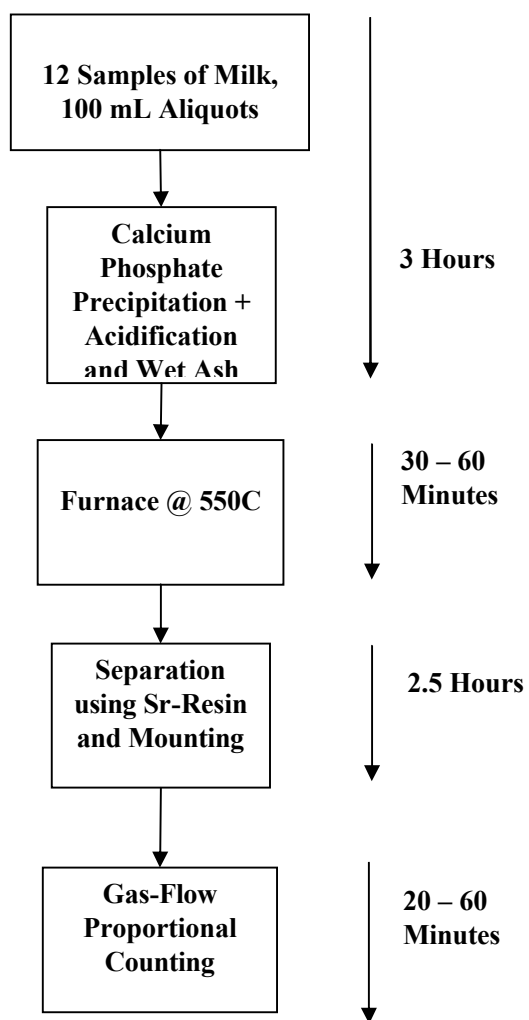 12 Samples of Milk,
100 mL Aliquots
Calcium
Phosphate
Precipitation +
Acidification
and Wet Ash
3 Hours
Furnace @ 550C
30 – 60
Minutes
Separation
using Sr-Resin
and Mounting
2.5 Hours
Gas-Flow
Proportional
Counting
20 – 60
Minutes